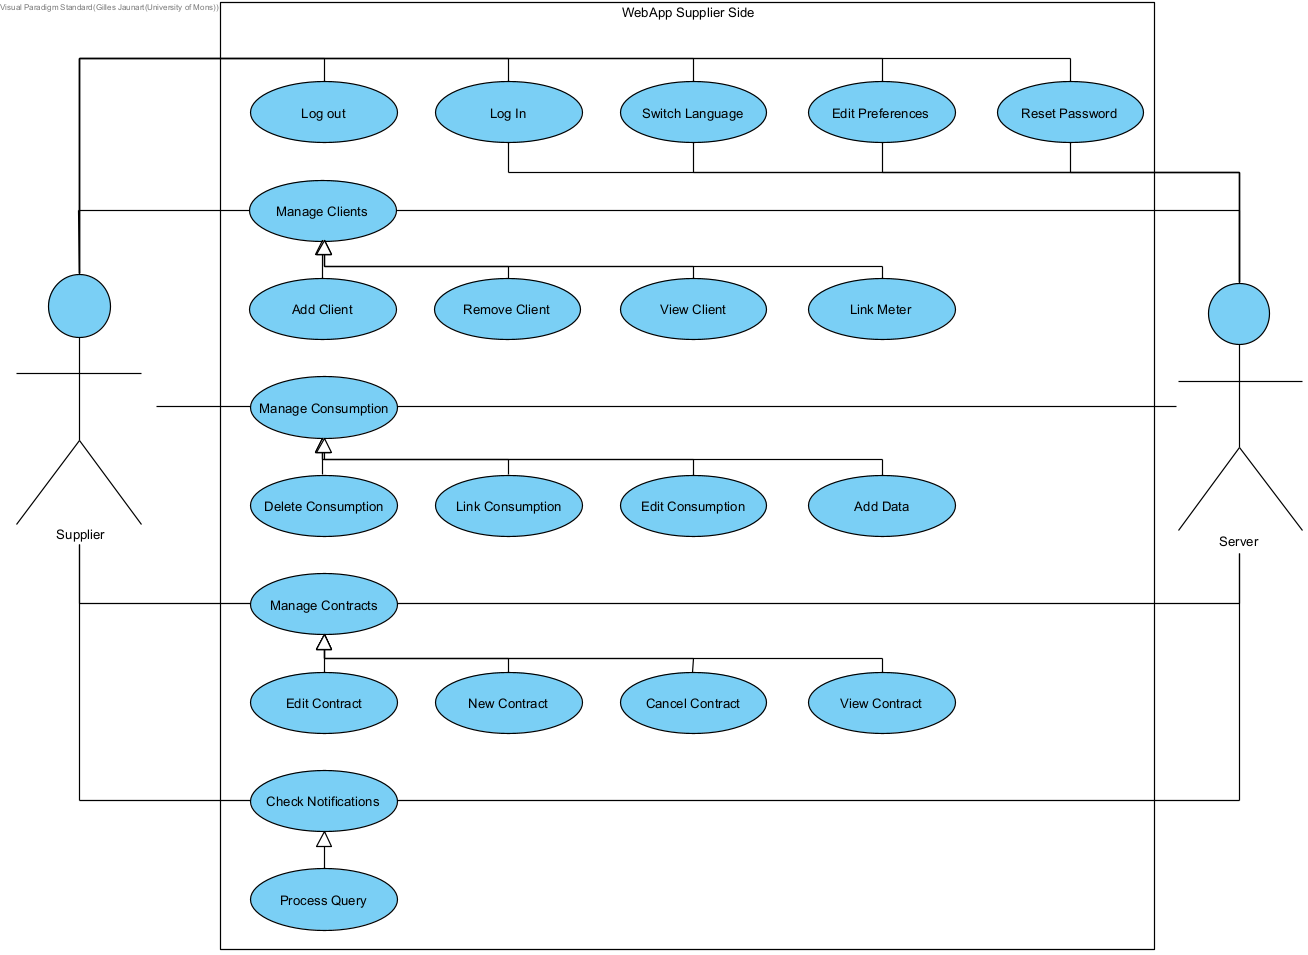 Visual Paradigm Standard(Gilles Jaunart(University of Mons))
WebApp Supplier Side
Log out
Log In
Switch Language
Edit Preferences
Reset Password
Manage Clients
Add Client
Remove Client
View Client
Link Meter
Manage Consumption
Delete Consumption
Link Consumption
Edit Consumption
Add Data
Supplier
Server
Manage Contracts
Edit Contract
New Contract
Cancel Contract
View Contract
Check Notifications
Process Query